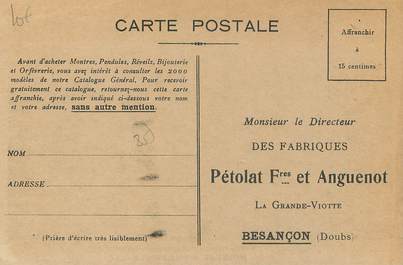 lot
CARTE POSTALE
Affranchir
à
15 centimes
Avant d'acheter Montres, Pendules, Réveils, Bijouterie
et Orfèvrerie, vous avez intérêt à consulter les 2000
modèles de notre Catalogue Général. Pour recevoir
gratuitement ce catalogue, retournez-nous cette carte
affranchie, après avoir indiqué ci-dessous votre nom
et votre adresse, sans autre mention.
NOM
ADRESSE
(Prière d'écrire très lisiblement)
Monsieur le Directeur
DES FABRIQUES
Pétolat Fres et Anguenot
LA GRANDE-VIOTTE
BESANÇON (Doubs)